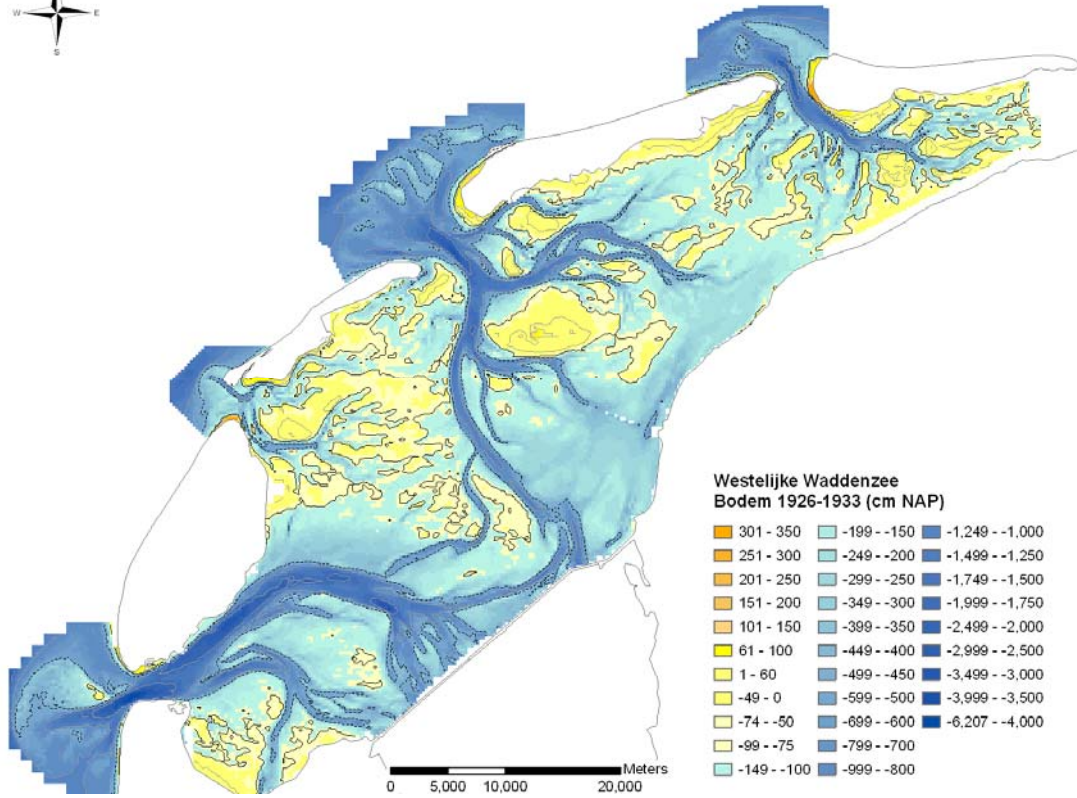 W E
S
Westelijke Waddenzee
Bodem 1926-1933 (cm NAP)
301 - 350 -199 - -150 -1,249 - -1,000
251 - 300 -249 - -200 -1,499 - -1,250
201 - 250 -299 - -250 -1,749 - -1,500
151 - 200 -349 - -300 -1,999 - -1,750
101 - 150 -399 - -350 -2,499 - -2,000
61 - 100 -449 - -400 -2,999 - -2,500
1 - 60 -499 - -450 -3,499 - -3,000
-49 - 0 -599 - -500 -3,999 - -3,500
-74 - -50 -699 - -600 -6,207 - -4,000
-99 - -75 -799 - -700
-149 - -100 -999 - -800
Meters
0 5,000 10,000 20,000